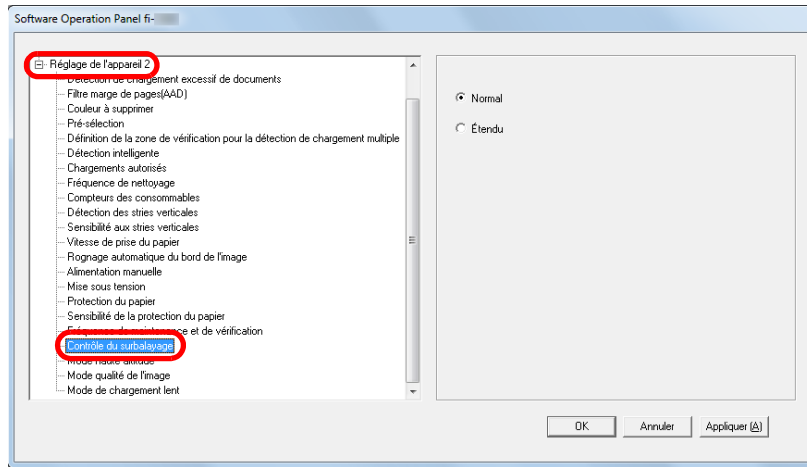 Software Operation Panel fi-
Réglage de l'appareil 2
Détection de chargement excessif de documents
Filtre marge de pages(AAD)
Couleur à supprimer
Pré-sélection
Définition de la zone de vérification pour la détection de chargement multiple
Détection intelligente
Chargements autorisés
Fréquence de nettoyage
Compteurs des consommables
Détection des stries verticales
Sensibilité aux stries verticales
Vitesse de prise du papier
Rognage automatique du bord de l'image
Alimentation manuelle
Mise sous tension
Protection du papier
Sensibilité de la protection du papier
Fréquence de maintenance et de vérification
Contrôle du surbalayage
Mode haute altitude
Mode qualité de l'image
Mode de chargement lent
Normal
Étendu
OK Annuler Appliquer (A)